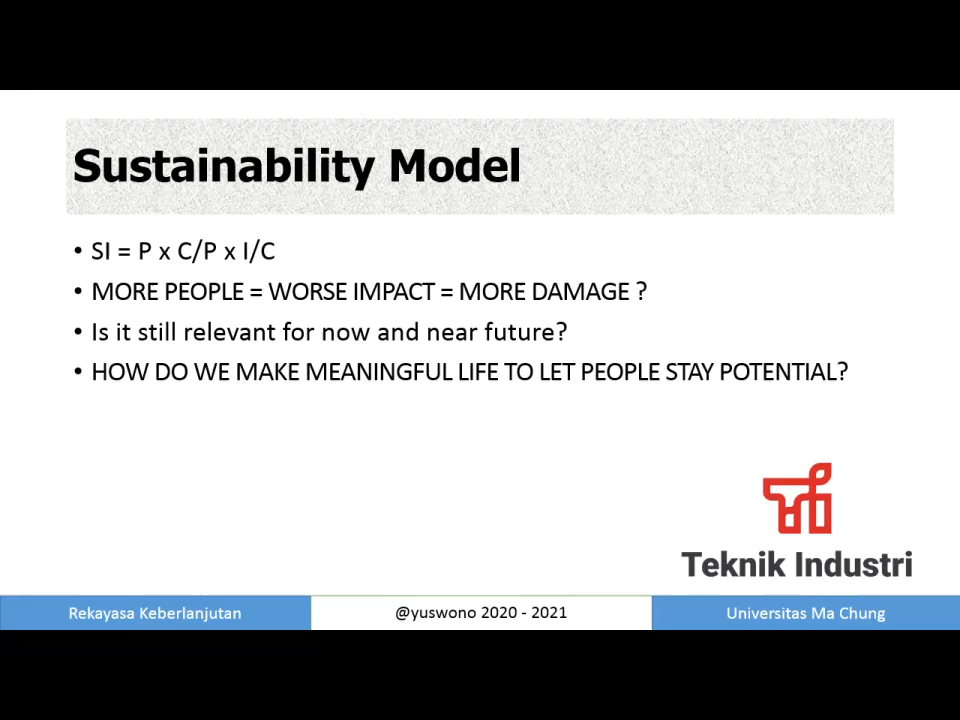 Sustainability Model
• SI = P x C/P x I/C
• MORE PEOPLE = WORSE IMPACT = MORE DAMAGE ?
• Is it still relevant for now and near future?
• HOW DO WE MAKE MEANINGFUL LIFE TO LET PEOPLE STAY POTENTIAL?
Teknik Industri
Rekayasa Keberlanjutan
@yuswono 2020 - 2021
Universitas Ma Chung